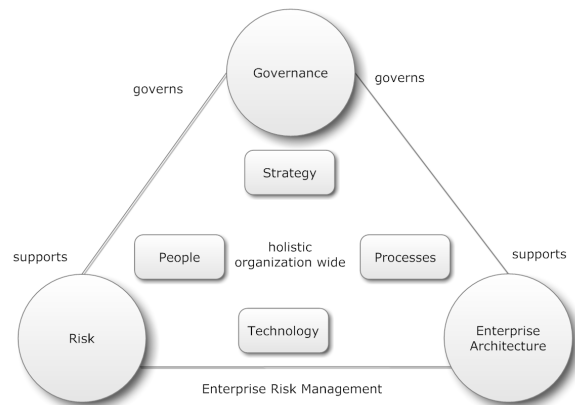 Governance
governs
governs
Strategy
People
holistic
organization wide
Processes
supports
supports
Risk
Technology
Enterprise
Architecture
Enterprise Risk Management